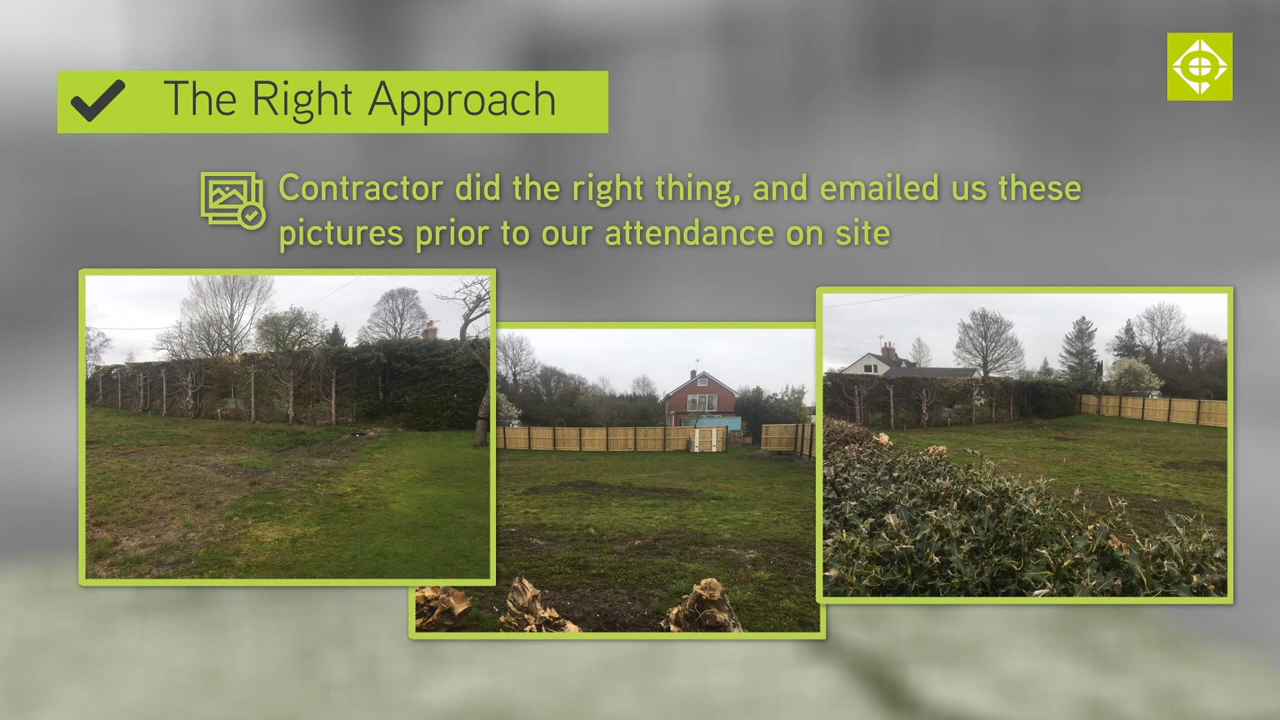 The Right Approach
Contractor did the right thing, and emailed us these
pictures prior to our attendance on site